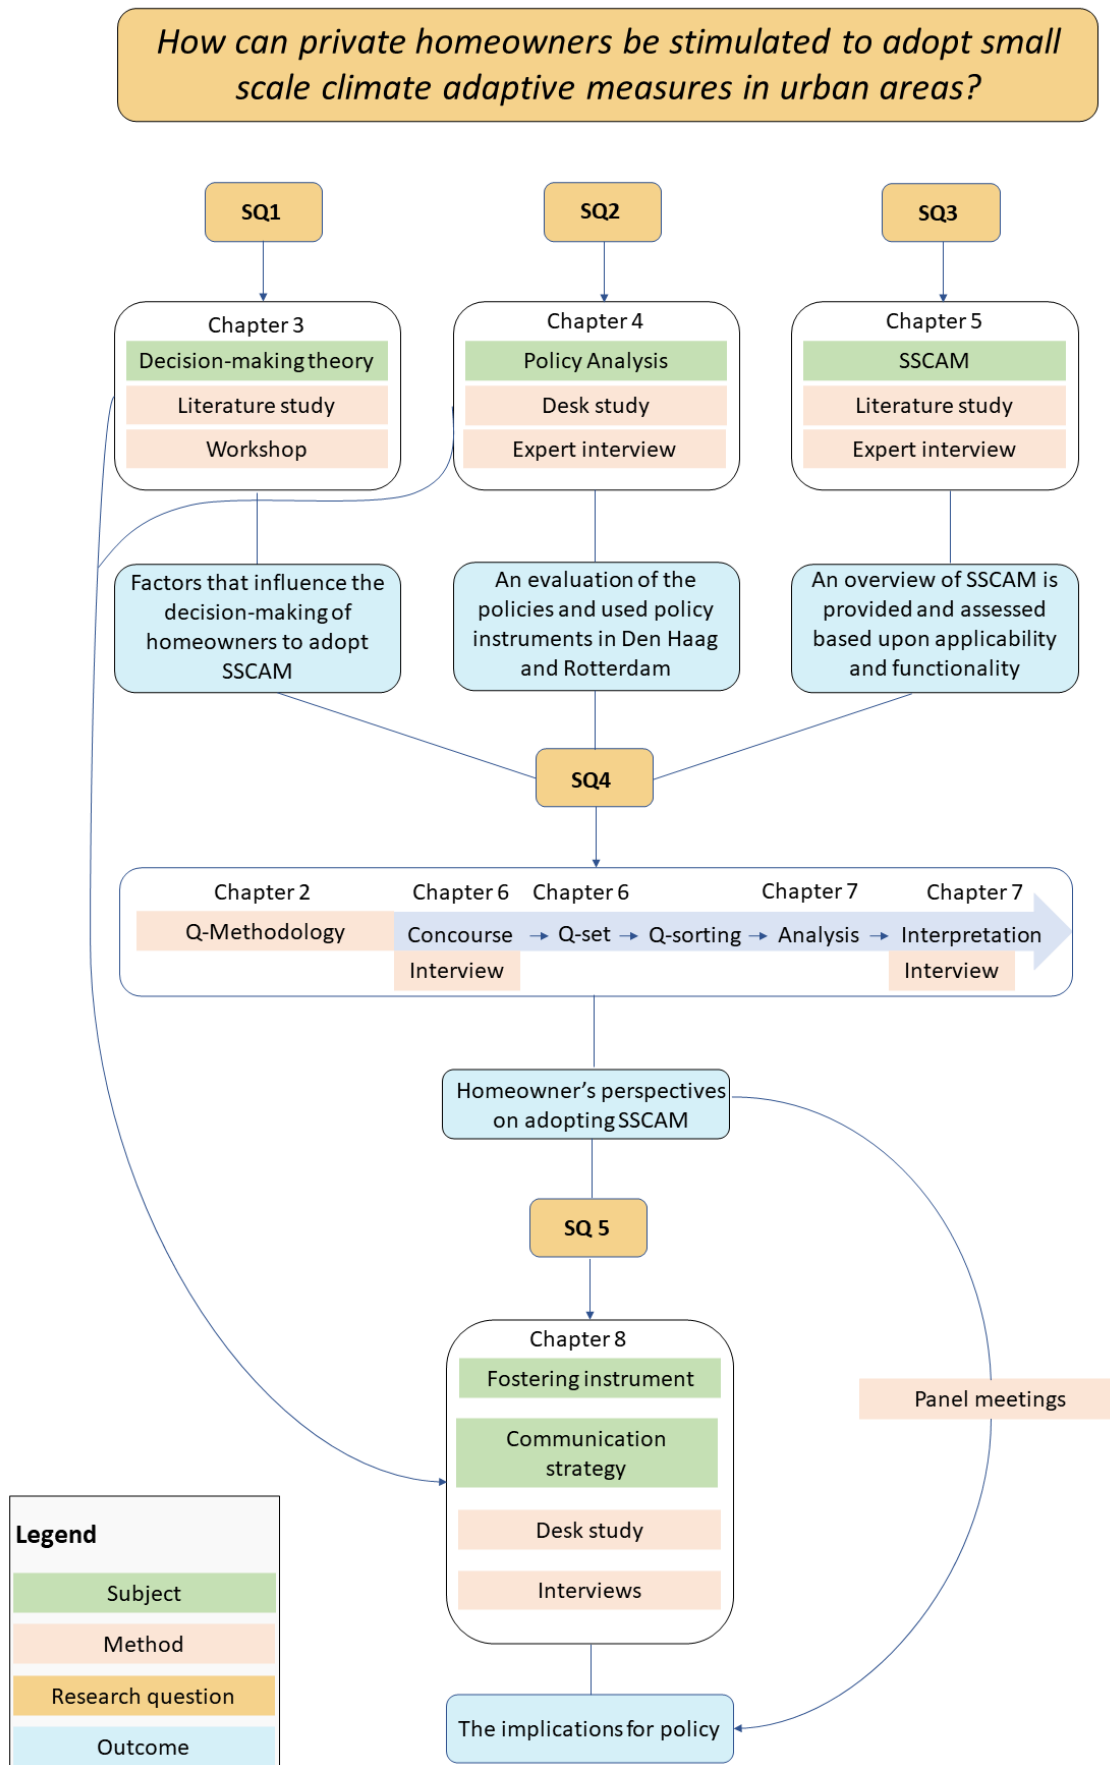 How can private homeowners be stimulated to adopt small
scale climate adaptive measures in urban areas?
SQ1
SQ2
SQ3
Chapter 3
Decision-making theory
Literature study
Workshop
Chapter 4
Policy Analysis
Desk study
Expert interview
Chapter 5
SSCAM
Literature study
Expert interview
Factors that influence the
decision-making of
homeowners to adopt
SSCAM
An evaluation of the
policies and used policy
instruments in Den Haag
and Rotterdam
An overview of SSCAM is
provided and assessed
based upon applicability
and functionality
SQ4
Chapter 2
Chapter 6
Chapter 6
Chapter 7
Chapter 7
Q-Methodology
Concourse
Q-set
Q-sorting
Analysis
Interpretation
Interview
Interview
Homeowner’s perspectives
on adopting SSCAM
SQ 5
Chapter 8
Fostering instrument
Communication
strategy
Desk study
Interviews
Panel meetings
The implications for policy
Legend
Subject
Method
Research question
Outcome